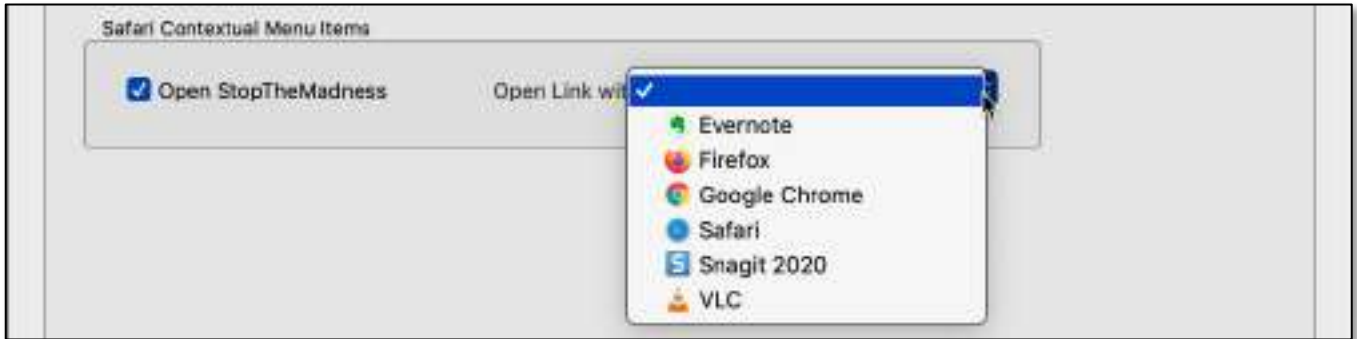 Safari Contextual Menu Items
Open StopTheMadness Open Link wit
Evernote
Firefox
Google Chrome
Safari
Snagit 2020
VLC